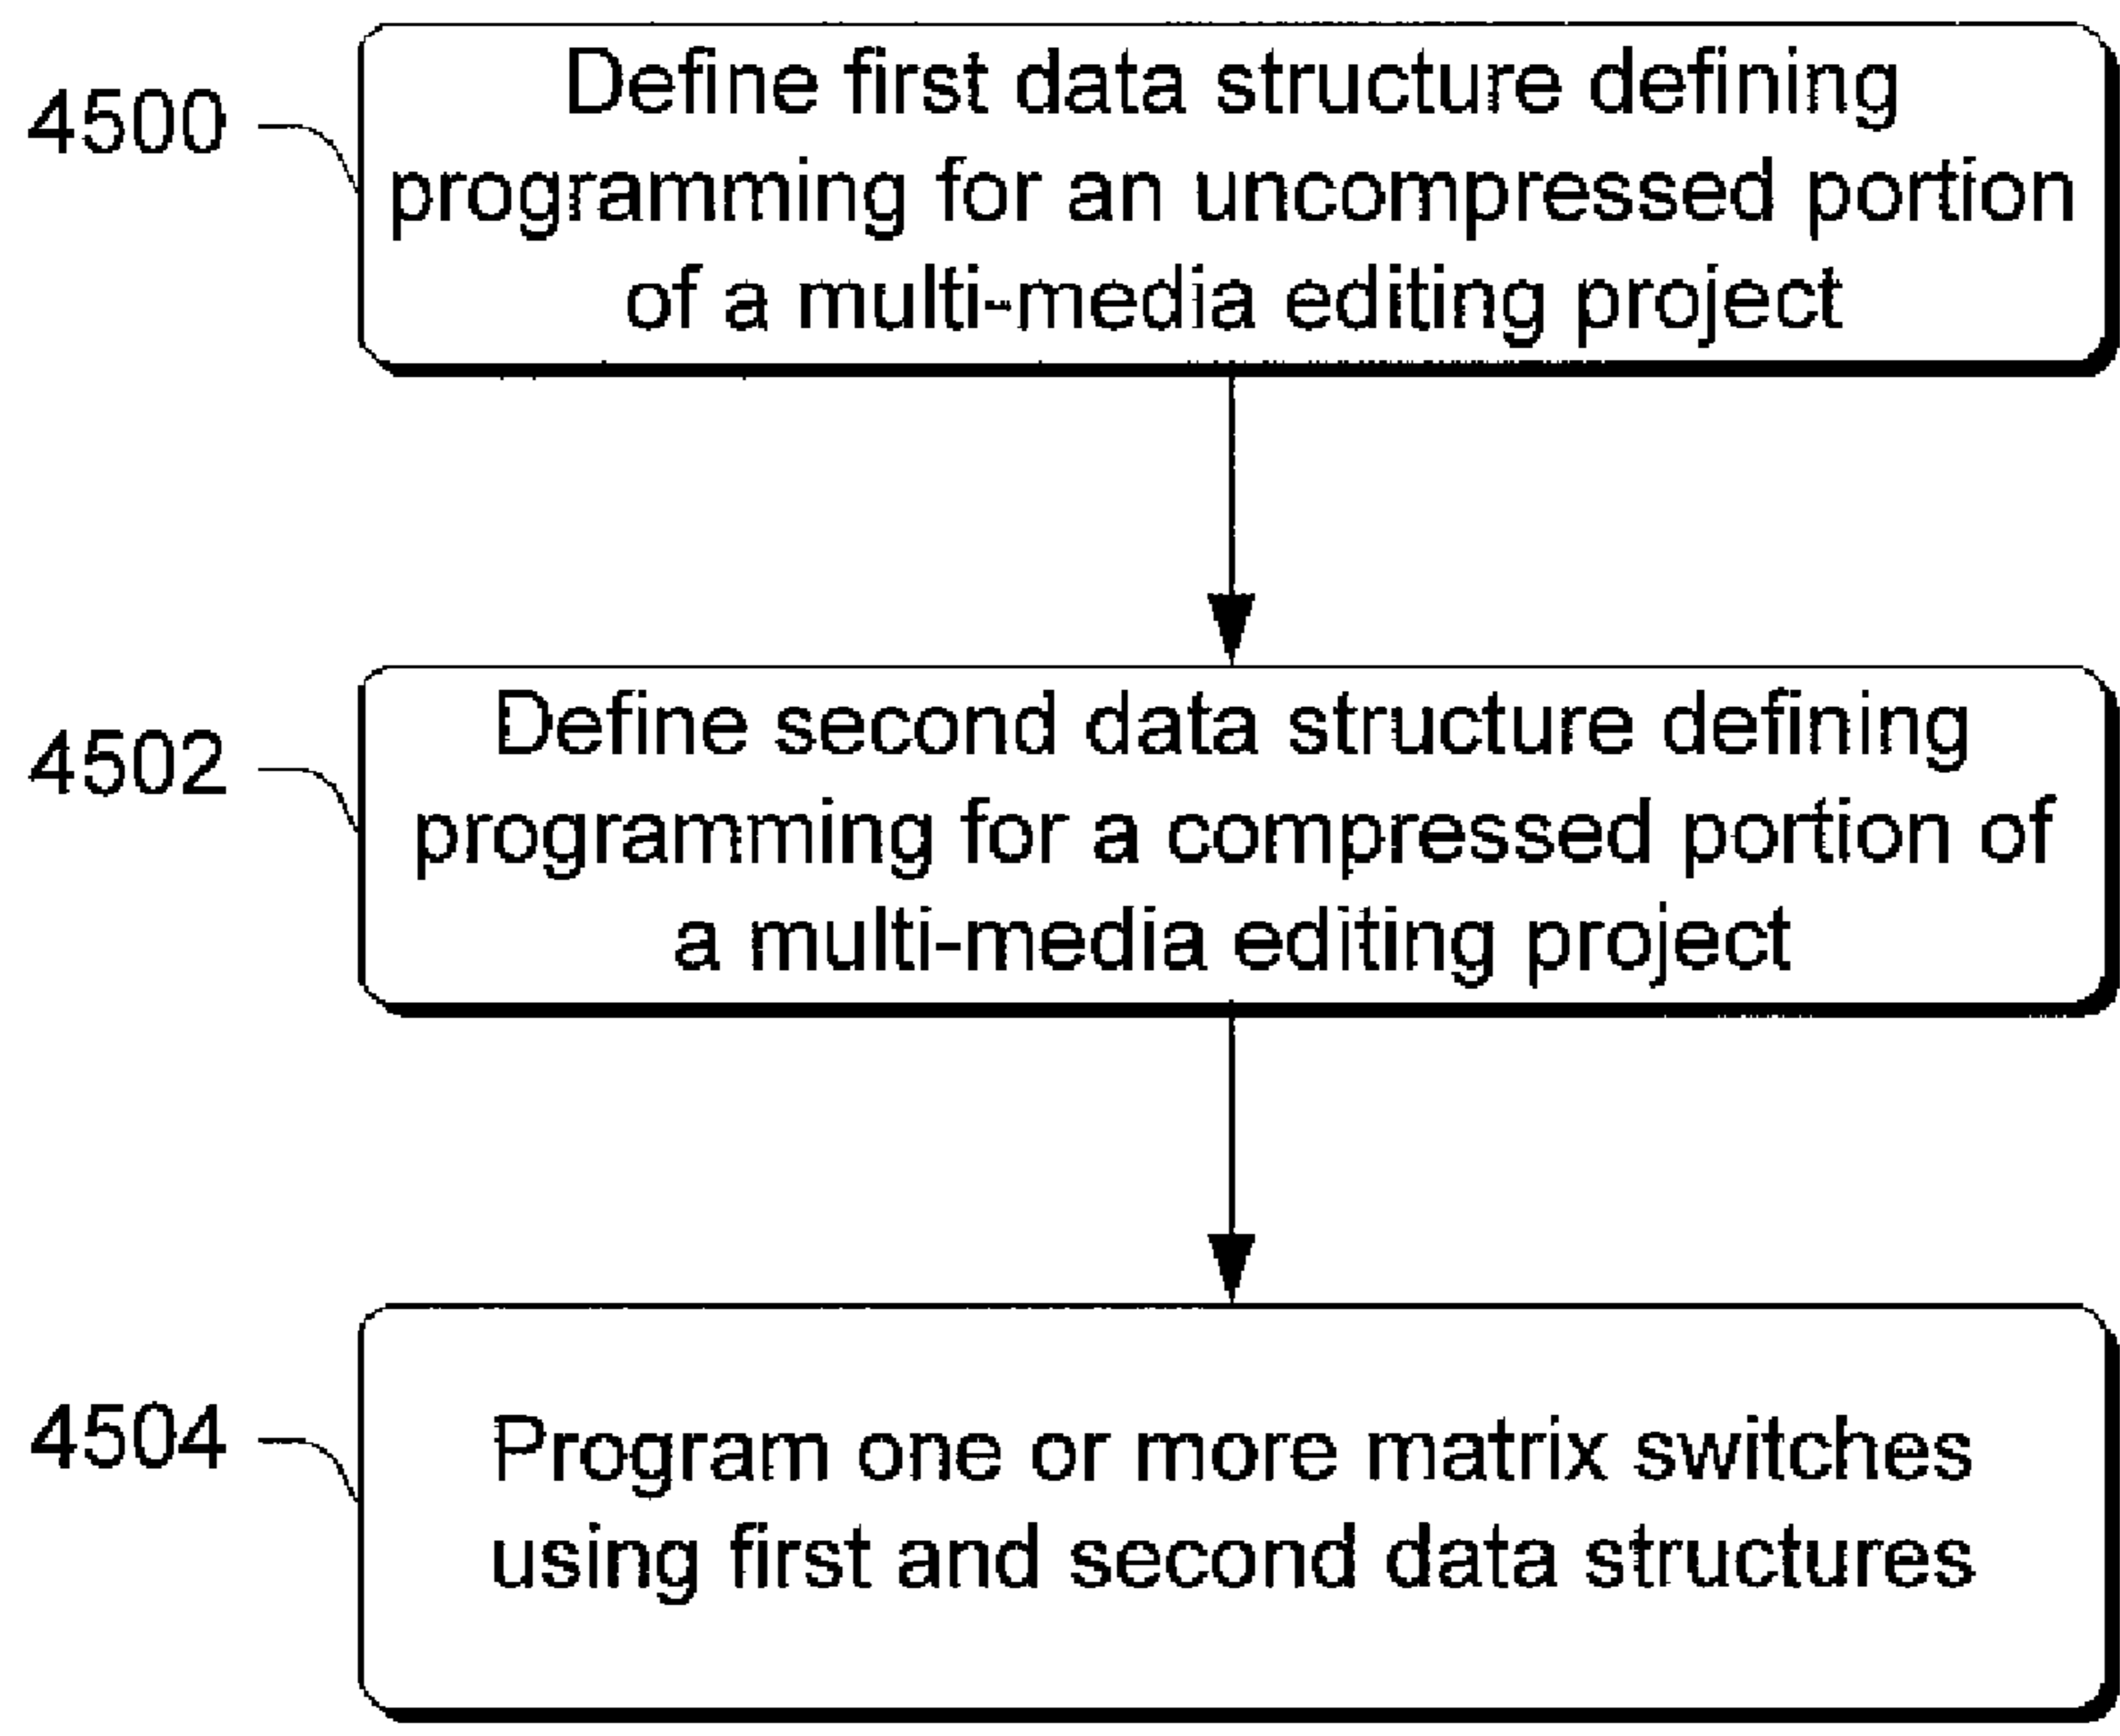 4500
Define first data structure defining
programming for an uncompressed portion
of a multi-media editing project
4502
Define second data structure defining
programming for a compressed portion of
a multi-media editing project
4504
Program one or more matrix switches
using first and second data structures